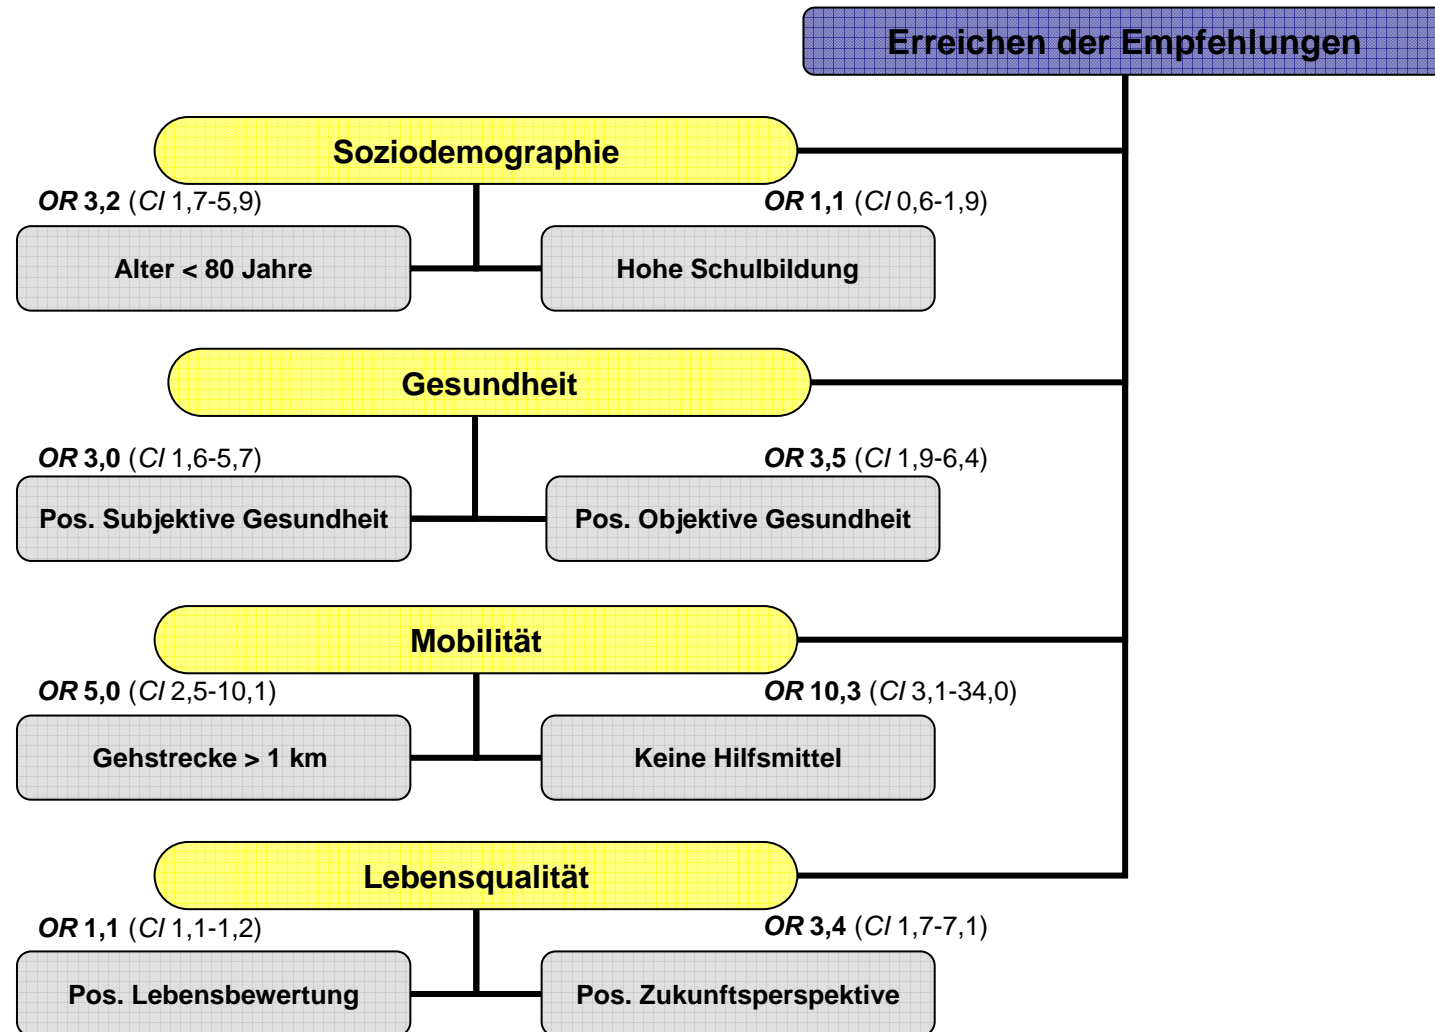 Erreichen der Empfehlungen
Soziodemographie
OR 3,2 (CI 1,7-5,9)
OR 1,1 (CI 0,6-1,9)
Alter < 80 Jahre
Hohe Schulbildung
Gesundheit
OR 3,0 (CI 1,6-5,7)
OR 3,5 (CI 1,9-6,4)
Pos. Subjektive Gesundheit
Pos. Objektive Gesundheit
Mobilität
OR 5,0 (CI 2,5-10,1)
OR 10,3 (CI 3,1-34,0)
Gehstrecke > 1 km
Keine Hilfsmittel
Lebensqualität
OR 1,1 (CI 1,1-1,2)
OR 3,4 (CI 1,7-7,1)
Pos. Lebensbewertung
Pos. Zukunftsperspektive